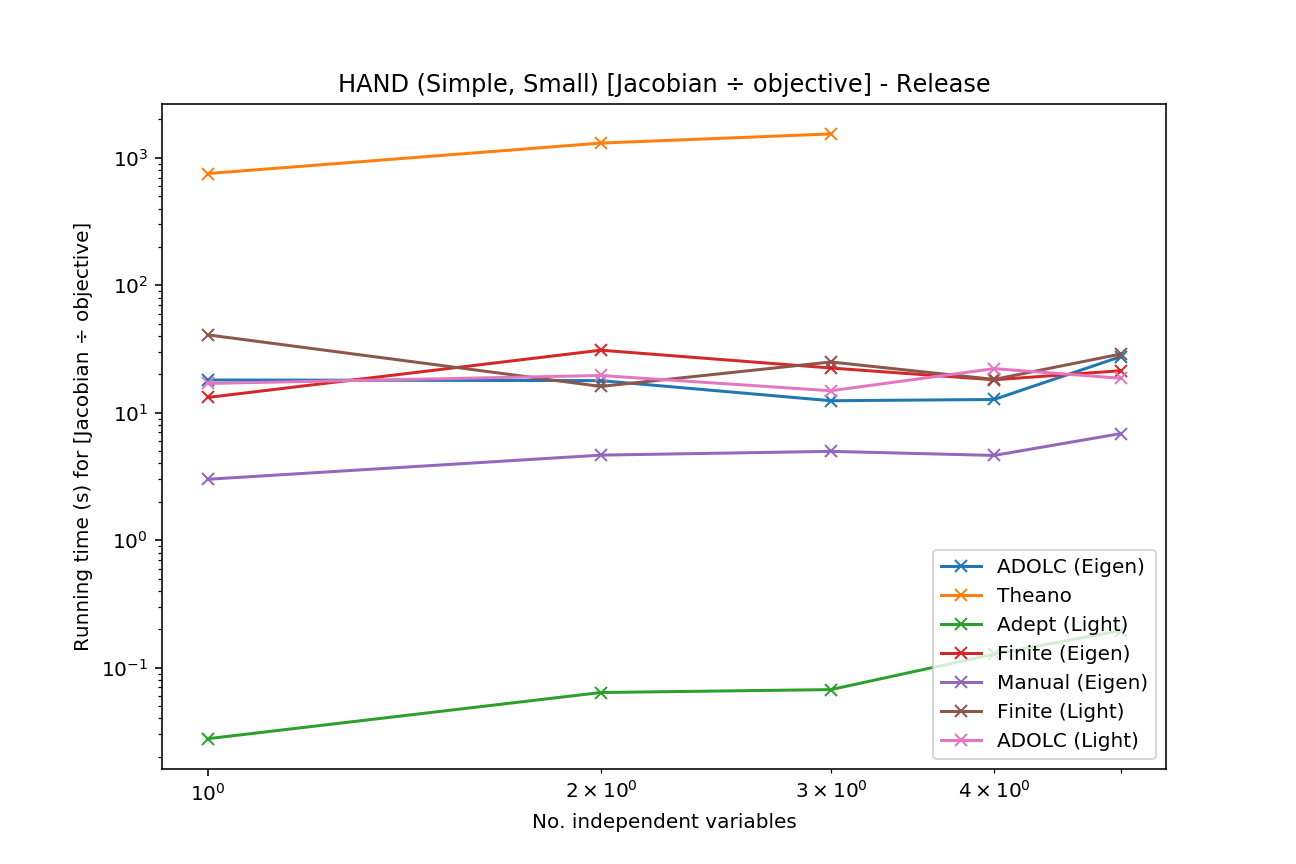 HAND (Simple, Small) [Jacobian ÷ objective] - Release
Running time (s) for [Jacobian ÷ objective]
10³
10²
10¹
10⁰
10⁻¹
ADOLC (Eigen)
Theano
Adept (Light)
Finite (Eigen)
Manual (Eigen)
Finite (Light)
ADOLC (Light)
10⁰ 2 × 10⁰ 3 × 10⁰ 4 × 10⁰
No. independent variables